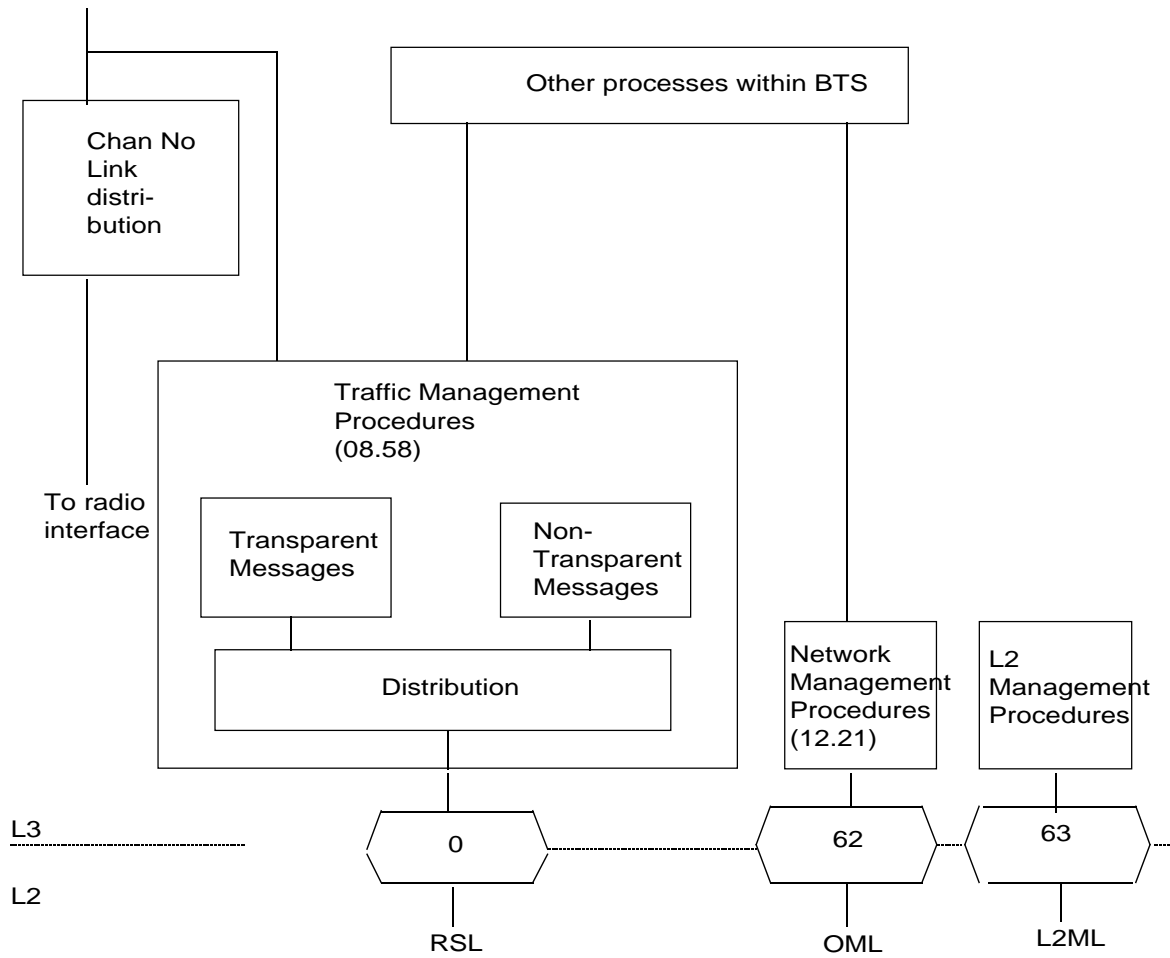 Other processes within BTS
Chan No
Link
distri-
bution
Traffic Management
Procedures
(08.58)
To radio
interface
Transparent
Messages
Non-
Transparent
Messages
Distribution
Network
Management
Procedures
(12.21)
L2
Management
Procedures
L3
0
62
63
L2
RSL
OML
L2ML